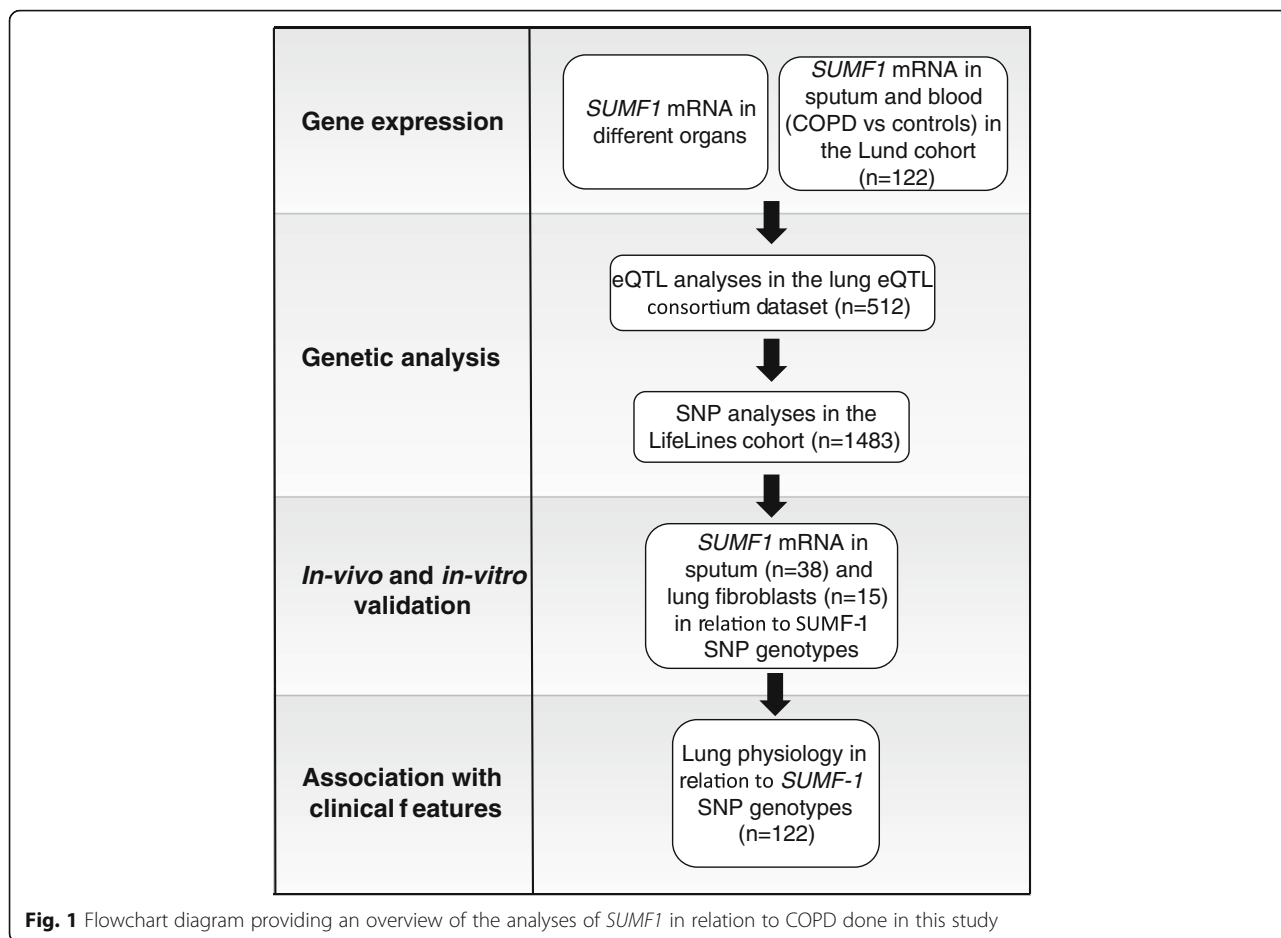 Gene expression
SUMF1 mRNA in
different organs
SUMF1 mRNA in
sputum and blood
(COPD vs controls) in
the Lund cohort
(n=122)
Genetic analysis
eQTL analyses in the lung eQTL
consortium dataset (n=512)
SNP analyses in the
LifeLines cohort (n=1483)
In-vivo and in-vitro
validation
SUMF1 mRNA in
sputum (n=38) and
lung fibroblasts (n=15)
in relation to SUMF-1
SNP genotypes
Association with
clinical f eatures
Lung physiology in
relation to SUMF-1
SNP genotypes
(n=122)
Fig. 1 Flowchart diagram providing an overview of the analyses of SUMF1 in relation to COPD done in this study